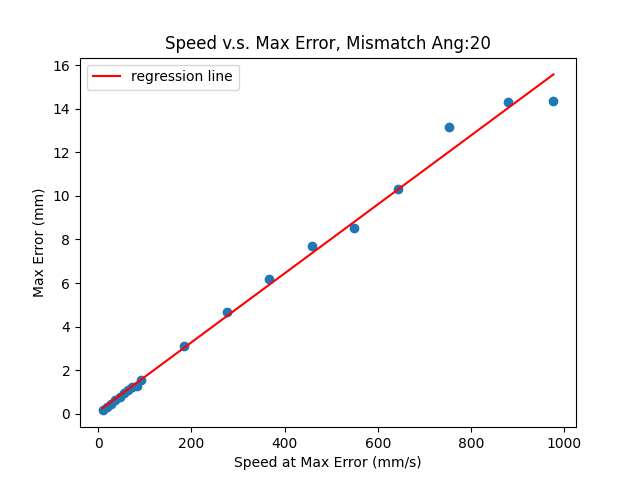 Speed v.s. Max Error, Mismatch Ang:20
regression line
16
14
12
10
8
6
4
2
0
Max Error (mm)
0 200 400 600 800 1000
Speed at Max Error (mm/s)